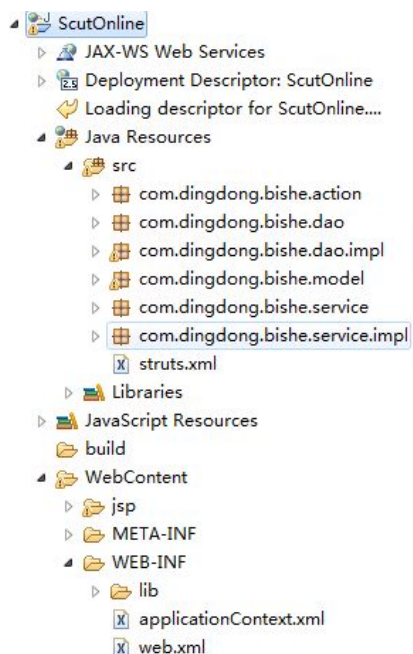 ScutOnline
JAX-WS Web Services
2.5 Deployment Descriptor: ScutOnline
Loading descriptor for ScutOnline....
Java Resources
src
com.dingdong.bishe.action
com.dingdong.bishe.dao
com.dingdong.bishe.dao.impl
com.dingdong.bishe.model
com.dingdong.bishe.service
com.dingdong.bishe.service.impl
X struts.xml
Libraries
JavaScript Resources
build
WebContent
jsp
META-INF
WEB-INF
lib
X applicationContext.xml
X web.xml